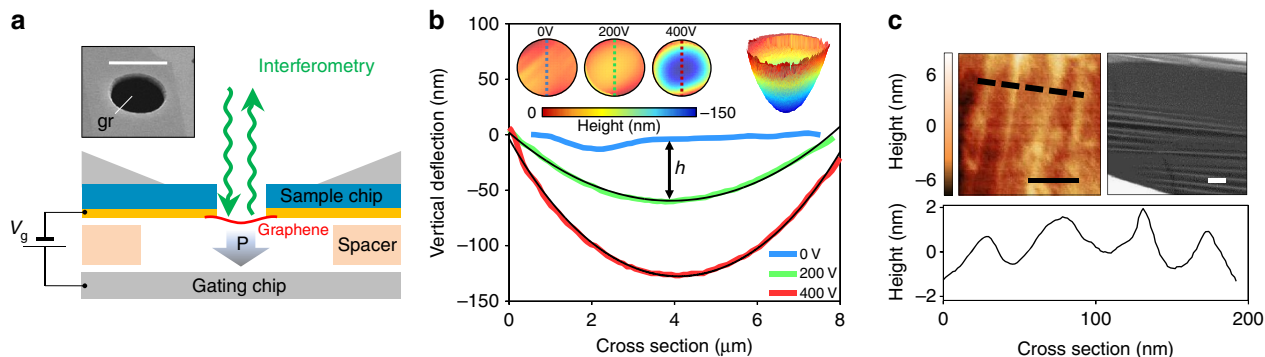 a
gr
Interferometry
Sample chip
Graphene
Vg
P
Spacer
Gating chip
b
Vertical deflection (nm)
100
50
0
−50
−100
−150
0V
200V
400V
0
−150
Height (nm)
h
0 V
200 V
400 V
0
2
4
6
8
Cross section (μm)
c
Height (nm)
6
0
−6
Height (nm)
2
0
−2
0
100
200
Cross section (nm)